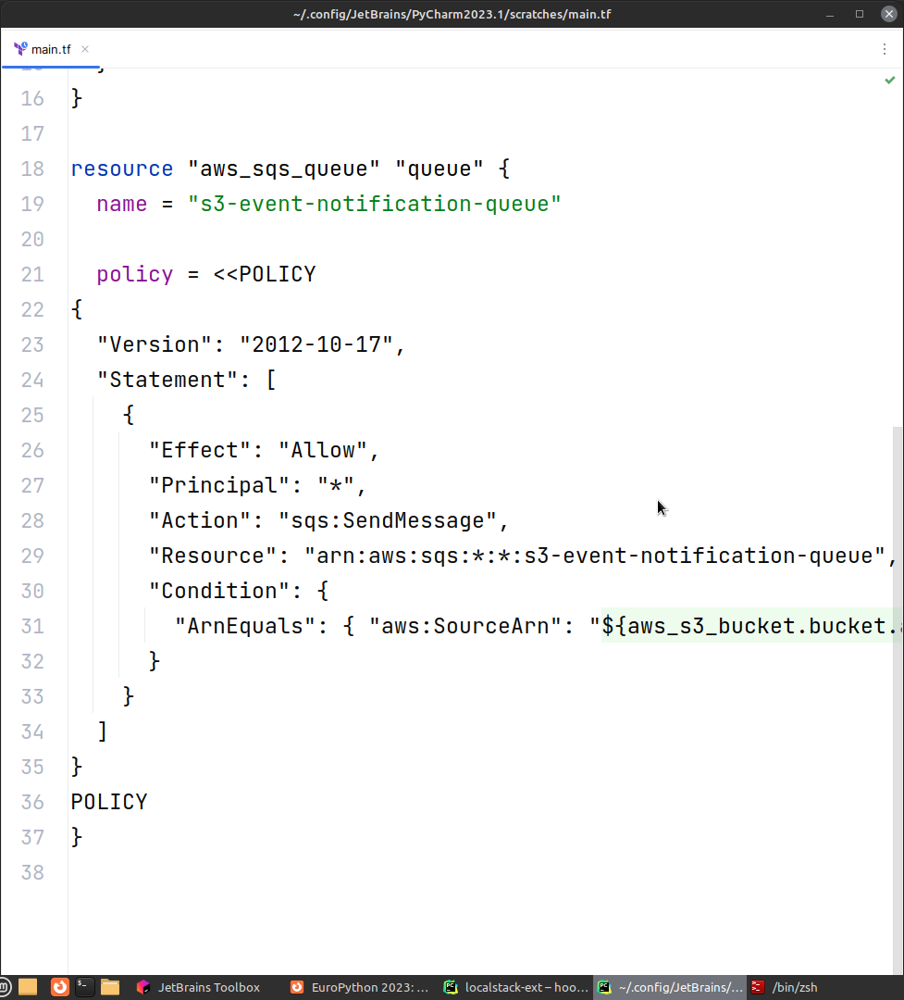 ~/.config/JetBrains/PyCharm2023.1/scratches/main.tf
main.tf
16 }
17
18 resource "aws_sqs_queue" "queue" {
19   name = "s3-event-notification-queue"
20
21   policy = <<POLICY
22 {
23   "Version": "2012-10-17",
24   "Statement": [
25     {
26       "Effect": "Allow",
27       "Principal": "*",
28       "Action": "sqs:SendMessage",
29       "Resource": "arn:aws:sqs:*:*:s3-event-notification-queue",
30       "Condition": {
31         "ArnEquals": { "aws:SourceArn": "${aws_s3_bucket.bucket.
32       }
33     }
34   ]
35 }
36 POLICY
37 }
38
JetBrains Toolbox
EuroPython 2023: ...
localstack-ext – hoo...
~/.config/JetBrains/...
/bin/zsh